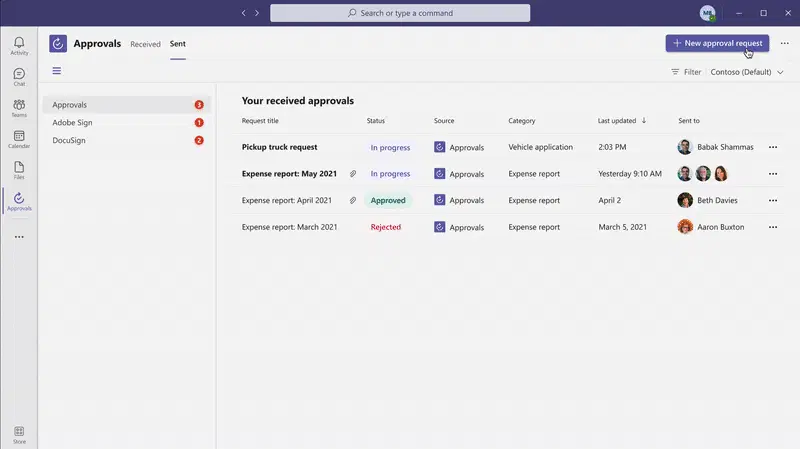 Search or type a command
MB
Activity
Chat
Teams
Calender
Files
Approvals
Store
Approvals Received Sent
New approval request
Filter Contoso (Default)
Approvals 3
Adobe Sign 1
DocuSign 2
Your received approvals
Request title Status Source Category Last updated Sent to
Pickup truck request In progress Approvals Vehicle application 2:03 PM Babak Shammas
Expense report: May 2021 In progress Approvals Expense report Yesterday 9:10 AM
Expense report: April 2021 Approved Approvals Expense report April 2 Beth Davies
Expense report: March 2021 Rejected Approvals Expense report March 5, 2021 Aaron Buxton